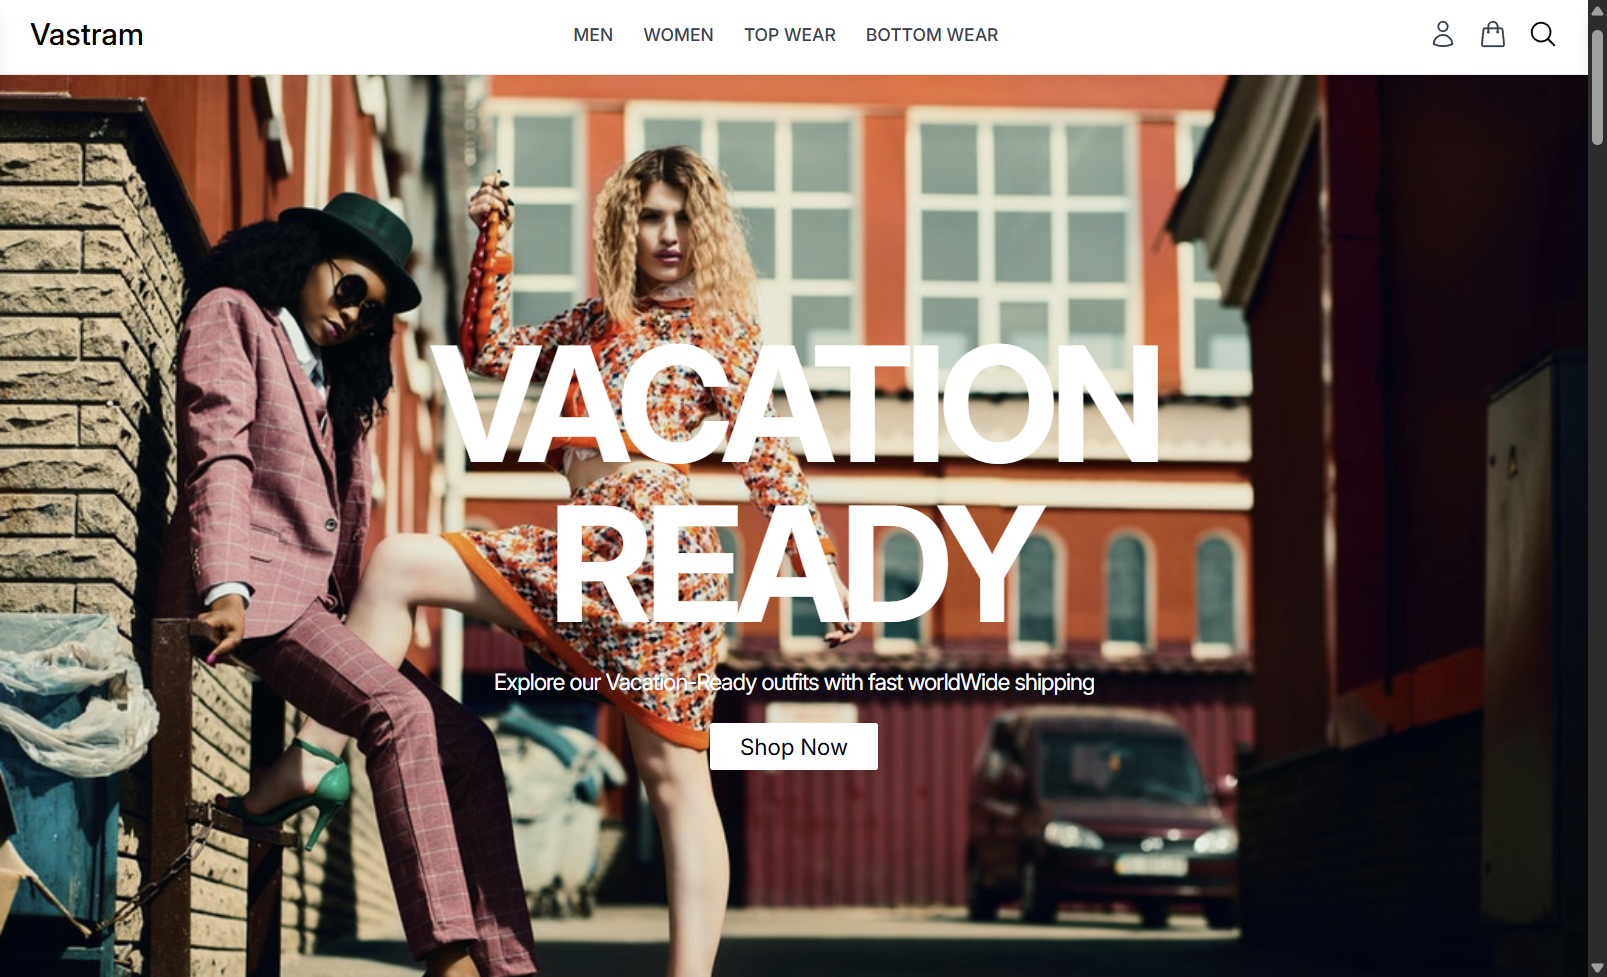 Vastram
MEN WOMEN TOP WEAR BOTTOM WEAR
VACATION
READY
Explore our Vacation-Ready outfits with fast worldWide shipping
Shop Now